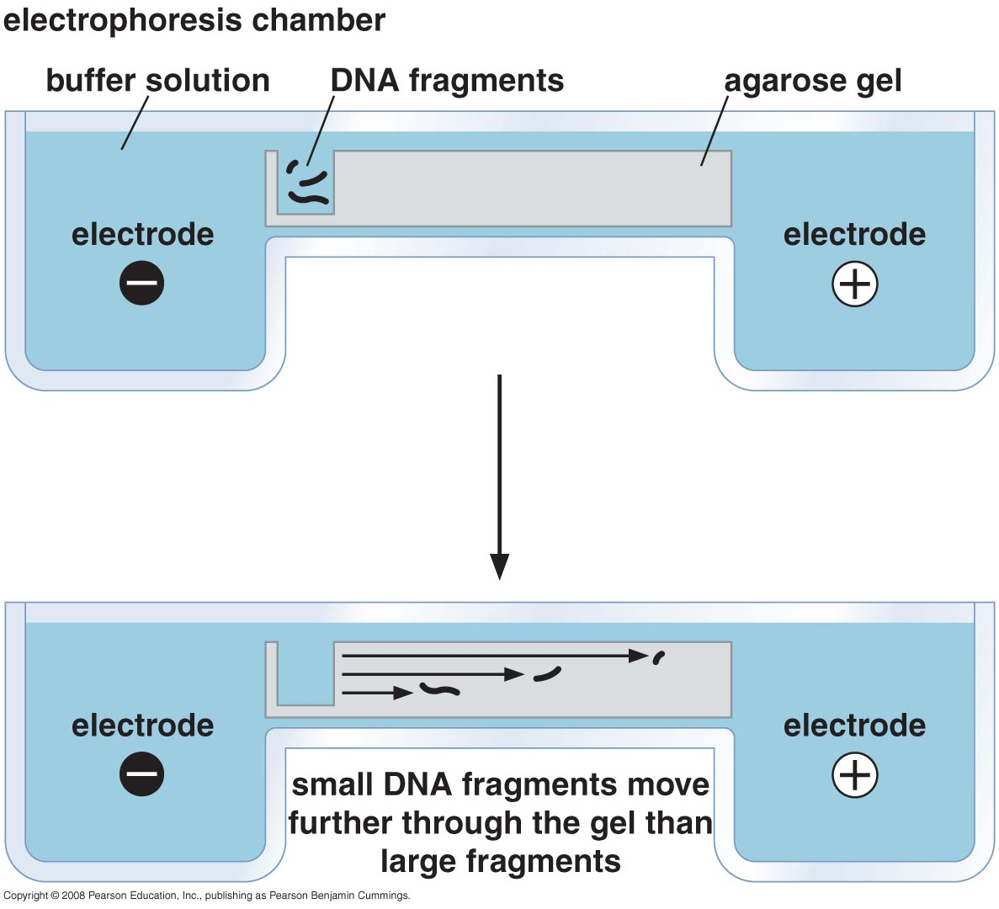 electrophoresis chamber
buffer solution
DNA fragments
agarose gel
electrode
electrode
electrode
electrode
small DNA fragments move
further through the gel than
large fragments
Copyright © 2008 Pearson Education, Inc., publishing as Pearson Benjamin Cummings.